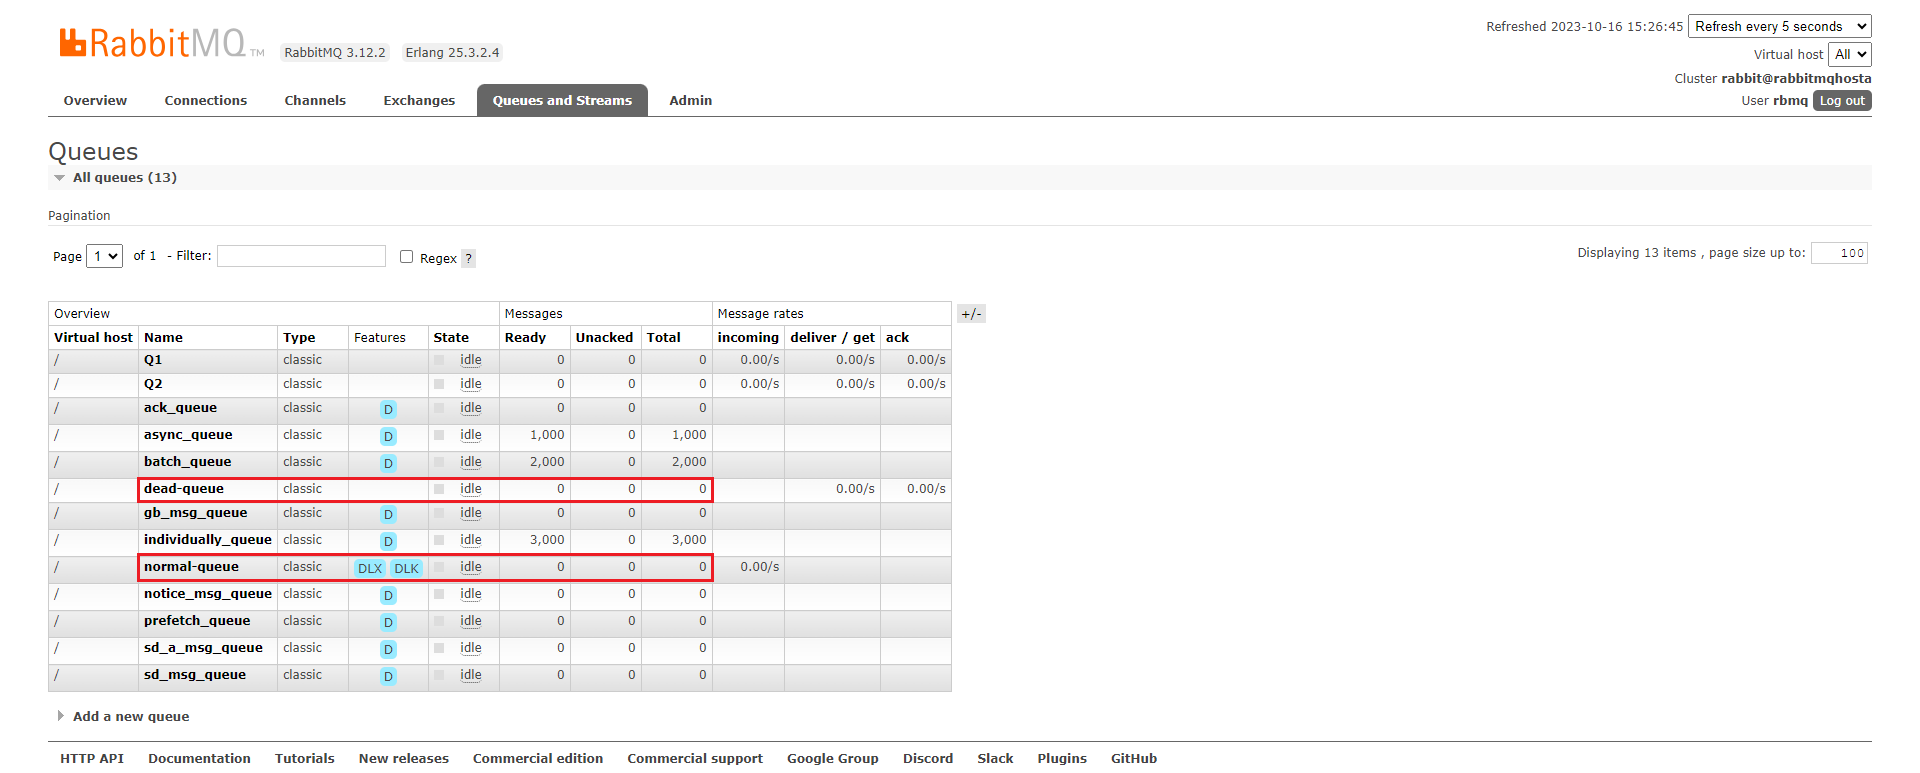 RabbitMQ TM RabbitMQ 3.12.2 Erlang 25.3.2.4
Refreshed 2023-10-16 15:26:45 Refresh every 5 seconds
Virtual host All
Cluster rabbit@rabbitmqhosta
User rbmq Log out
Overview Connections Channels Exchanges Queues and Streams Admin
Queues
All queues (13)
Pagination
Page 1 of 1 - Filter: Regex ? Displaying 13 items , page size up to: 100
Overview Messages Message rates +/-
Virtual host Name Type Features State Ready Unacked Total incoming deliver / get ack
/ Q1 classic idle 0 0 0 0.00/s 0.00/s 0.00/s
/ Q2 classic idle 0 0 0 0.00/s 0.00/s 0.00/s
/ ack_queue classic D idle 0 0 0
/ async_queue classic D idle 1,000 0 1,000
/ batch_queue classic D idle 2,000 0 2,000
/ dead-queue classic idle 0 0 0 0.00/s 0.00/s
/ gb_msg_queue classic D idle 0 0 0
/ individually_queue classic D idle 3,000 0 3,000
/ normal-queue classic DLX DLK idle 0 0 0 0.00/s
/ notice_msg_queue classic D idle 0 0 0
/ prefetch_queue classic D idle 0 0 0
/ sd_a_msg_queue classic D idle 0 0 0
/ sd_msg_queue classic D idle 0 0 0
Add a new queue
HTTP API Documentation Tutorials New releases Commercial edition Commercial support Google Group Discord Slack Plugins GitHub